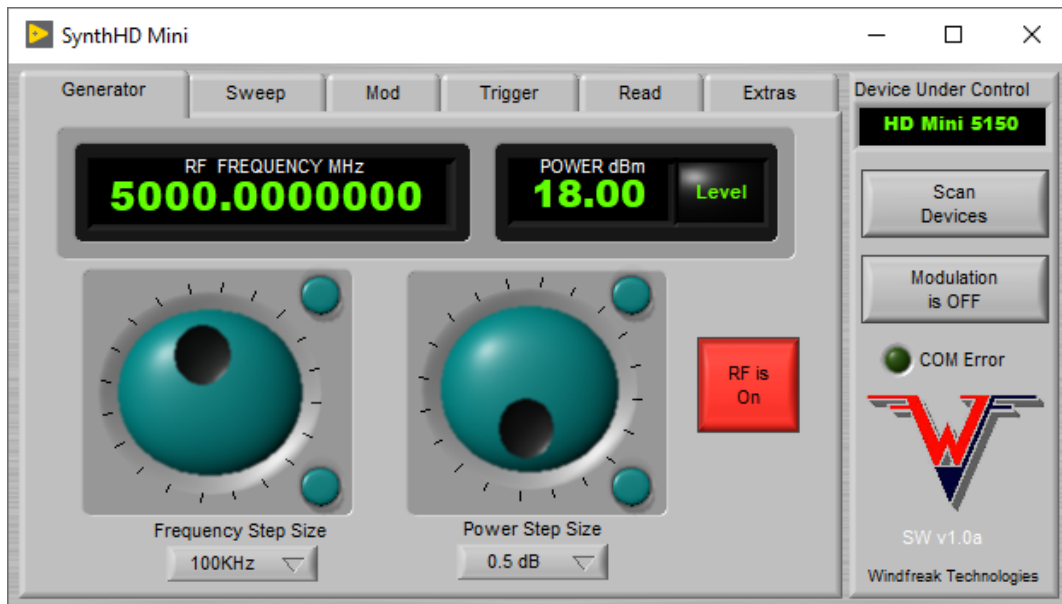 SynthHD Mini
Generator
Sweep
Mod
Trigger
Read
Extras
RF FREQUENCY MHz
5000.0000000
POWER dBm
18.00
Level
RF is
On
Frequency Step Size
100KHz
Power Step Size
0.5 dB
Device Under Control
HD Mini 5150
Scan
Devices
Modulation
is OFF
COM Error
W
SW v1.0a
Windfreak Technologies